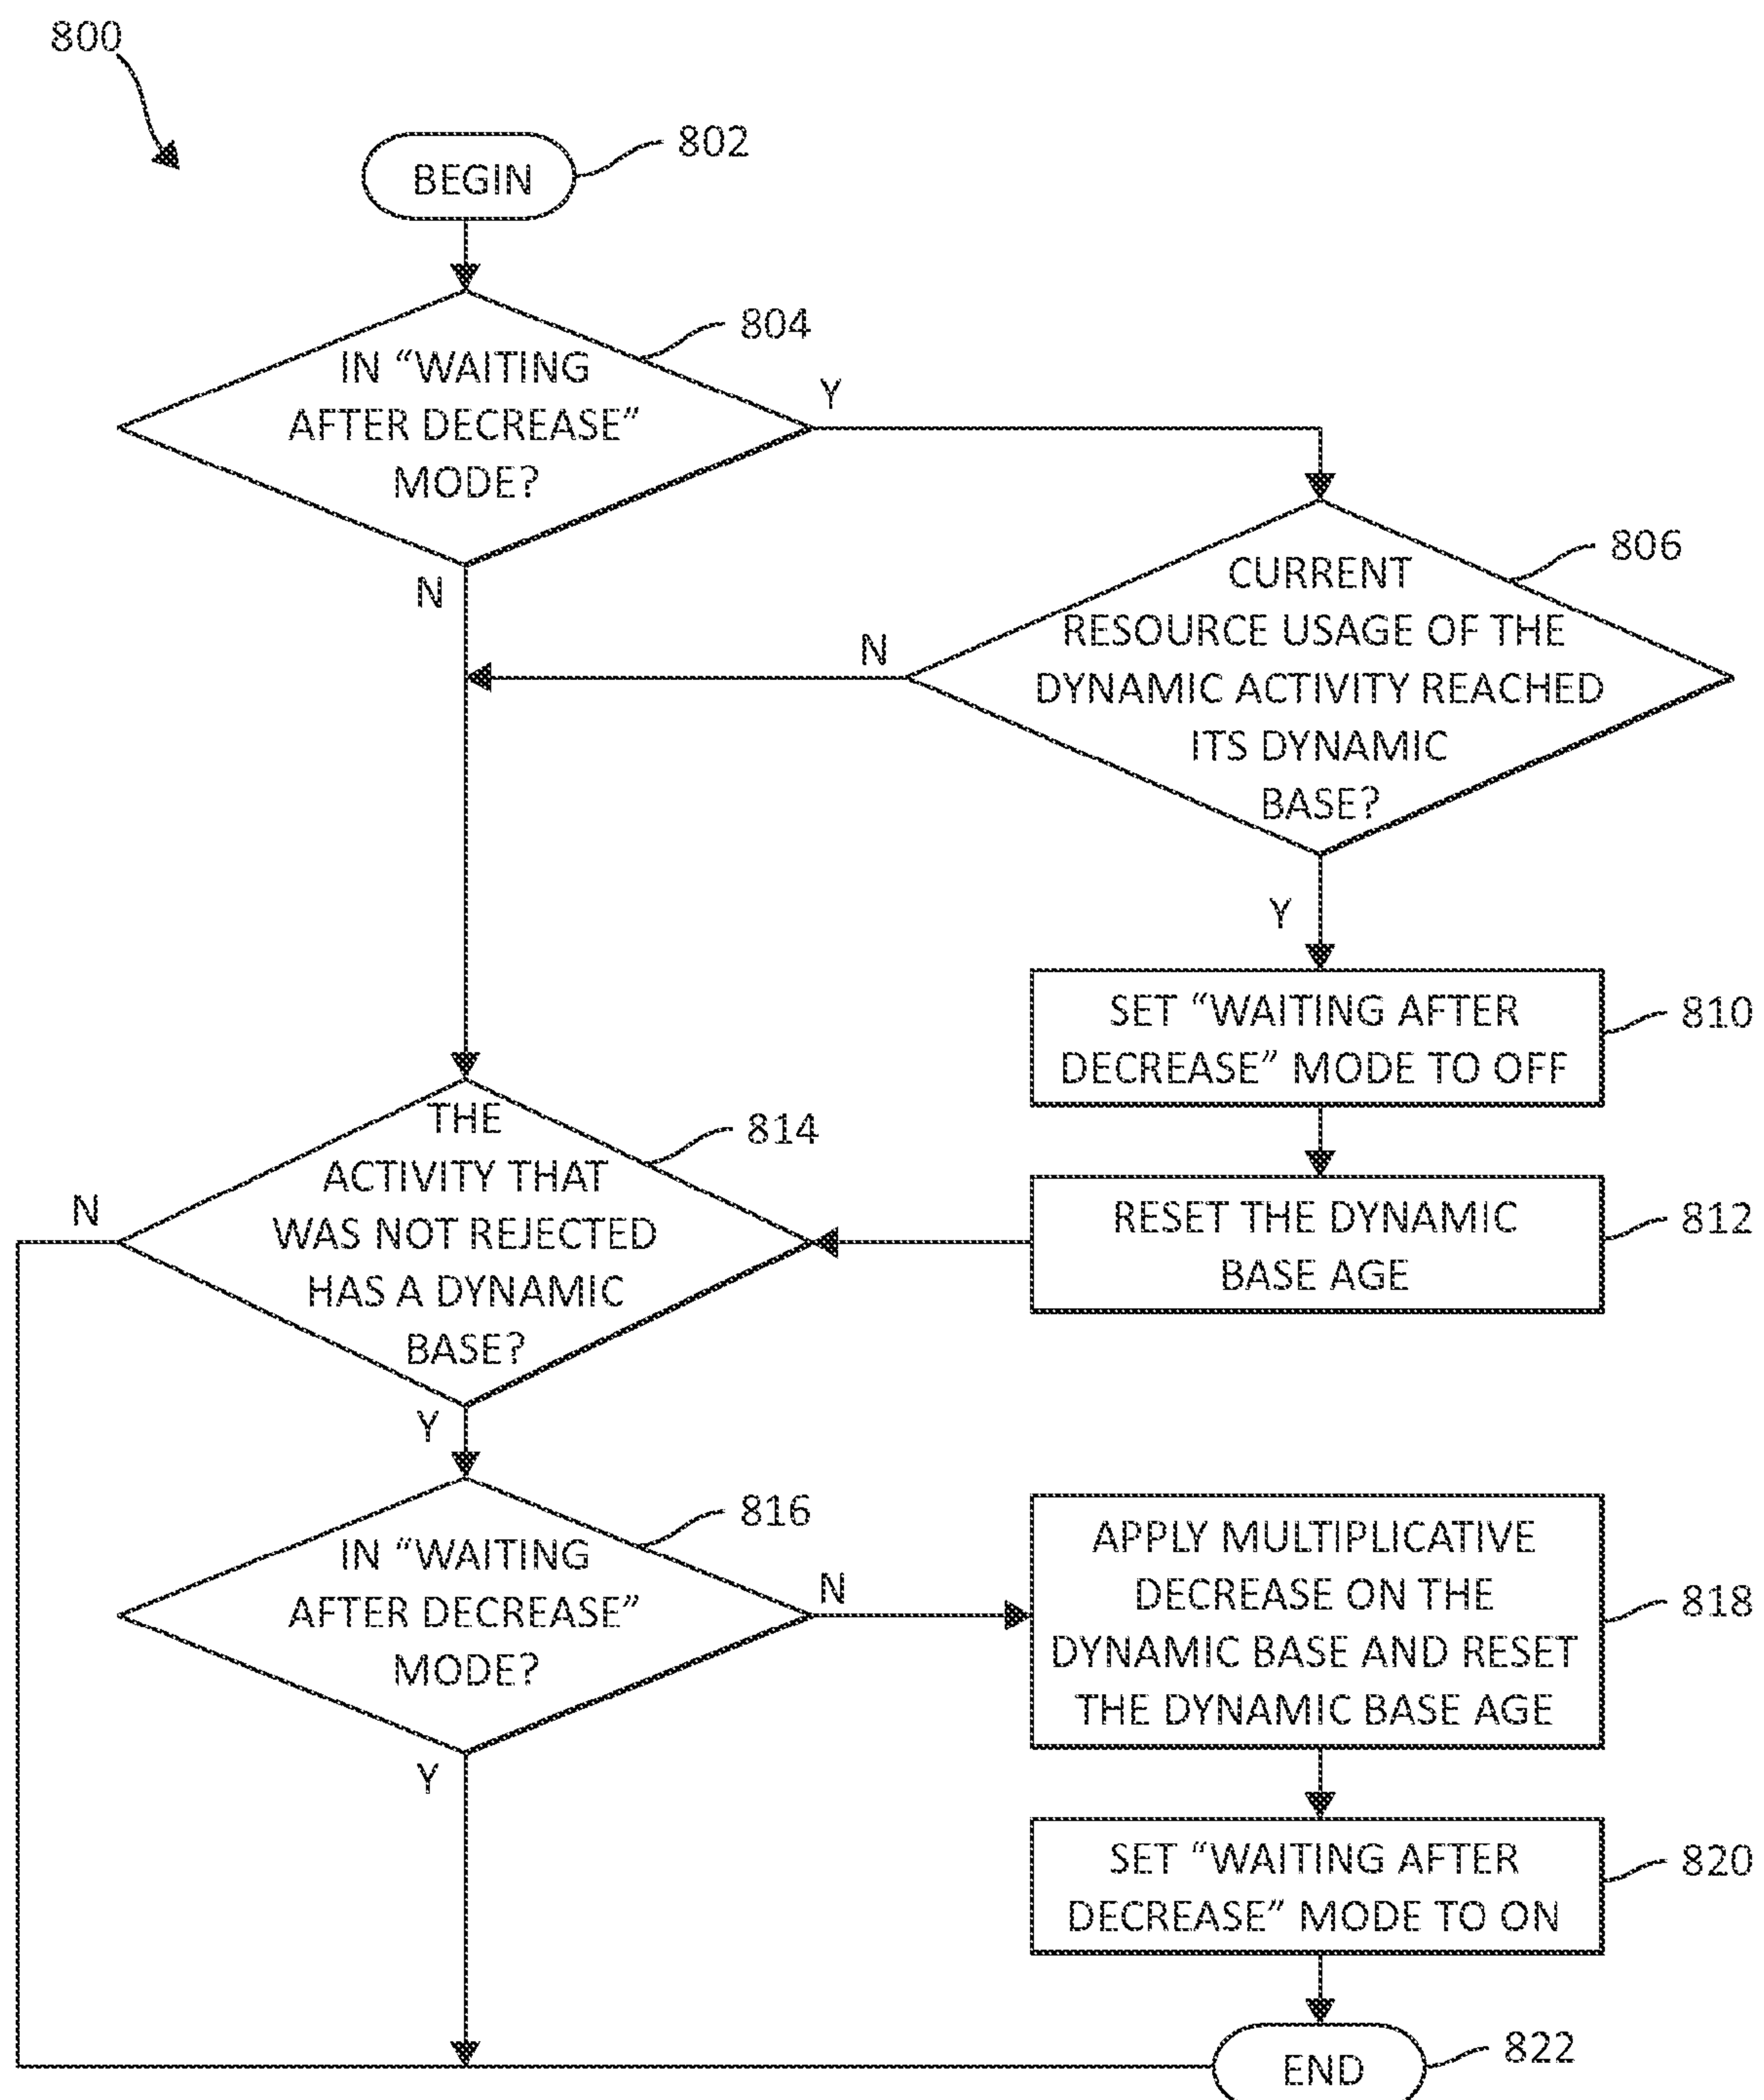 800
BEGIN
802
IN “WAITING
AFTER DECREASE”
MODE?
804
Y
N
CURRENT
RESOURCE USAGE OF THE
DYNAMIC ACTIVITY REACHED
ITS DYNAMIC
BASE?
806
N
Y
SET “WAITING AFTER
DECREASE” MODE TO OFF
810
RESET THE DYNAMIC
BASE AGE
812
THE
ACTIVITY THAT
WAS NOT REJECTED
HAS A DYNAMIC
BASE?
814
N
Y
IN “WAITING
AFTER DECREASE”
MODE?
816
N
Y
APPLY MULTIPLICATIVE
DECREASE ON THE
DYNAMIC BASE AND RESET
THE DYNAMIC BASE AGE
818
SET “WAITING AFTER
DECREASE” MODE TO ON
820
END
822